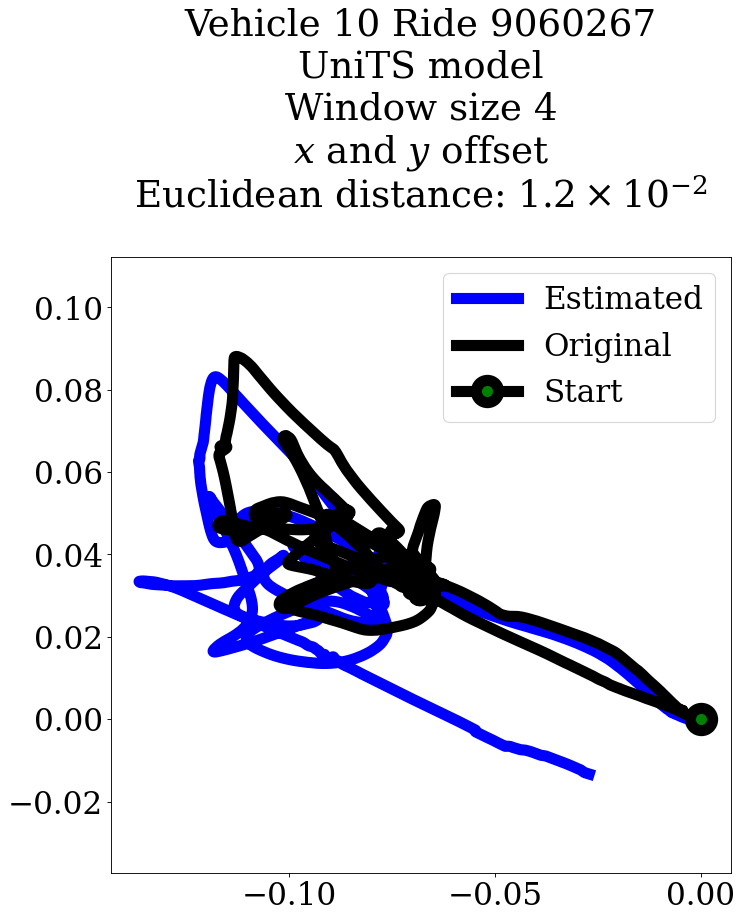 Vehicle 10 Ride 9060267
UniTS model
Window size 4
x and y offset
Euclidean distance: 1.2 × 10⁻²
Estimated
Original
Start
0.10
0.08
0.06
0.04
0.02
0.00
−0.02
−0.10
−0.05
0.00